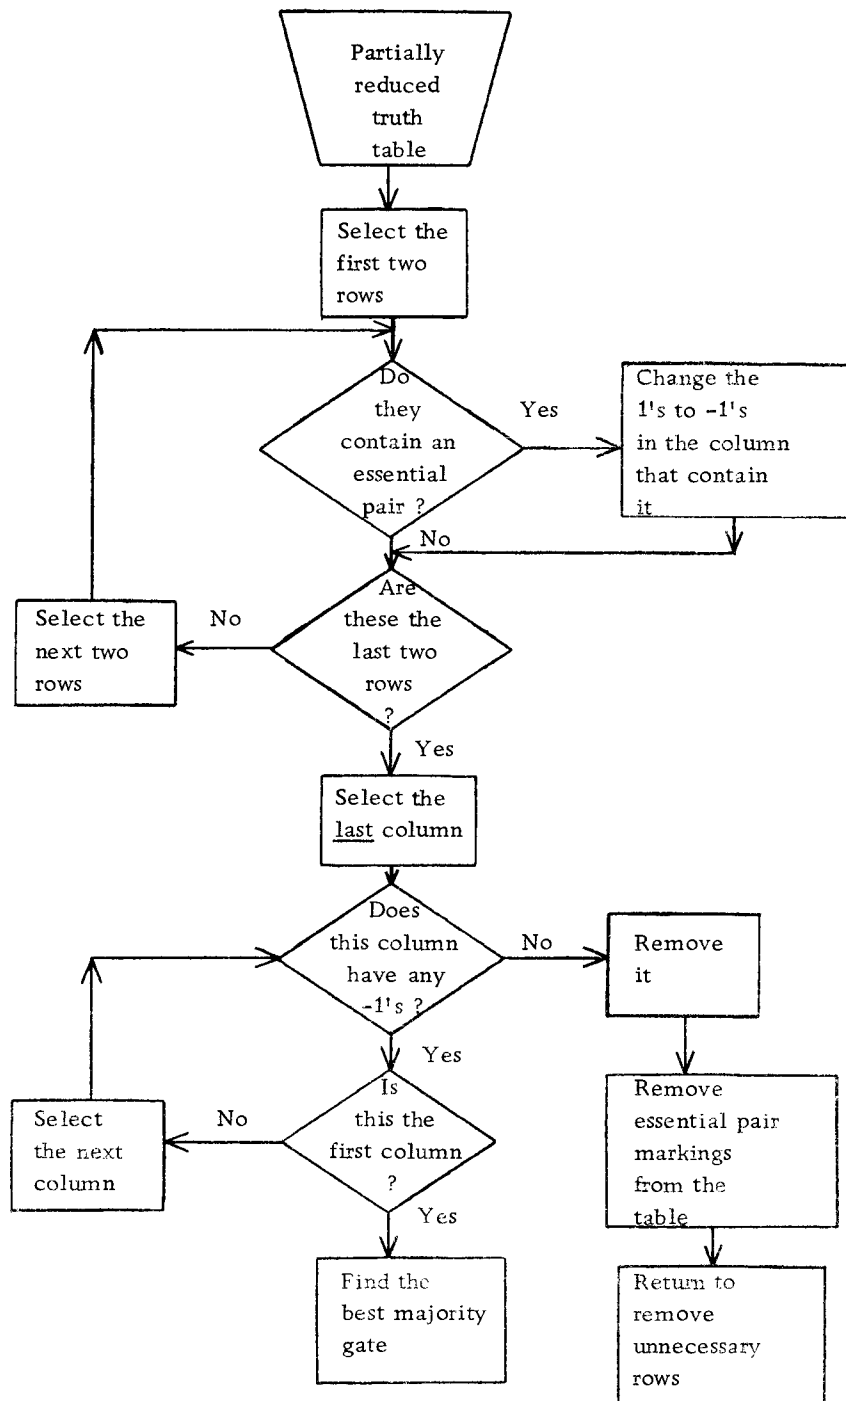 Partially
reduced
truth
table
Select the
first two
rows
Do
they
contain an
essential
pair ?
Yes
Change the
1's to -1's
in the column
that contain
it
No
Are
these the
last two
rows
?
No
Select the
next two
rows
Yes
Select the
last column
Does
this column
have any
-1's ?
No
Remove
it
Yes
Is
this the
first column
?
No
Select
the next
column
Remove
essential pair
markings
from the
table
Yes
Find the
best majority
gate
Return to
remove
unnecessary
rows